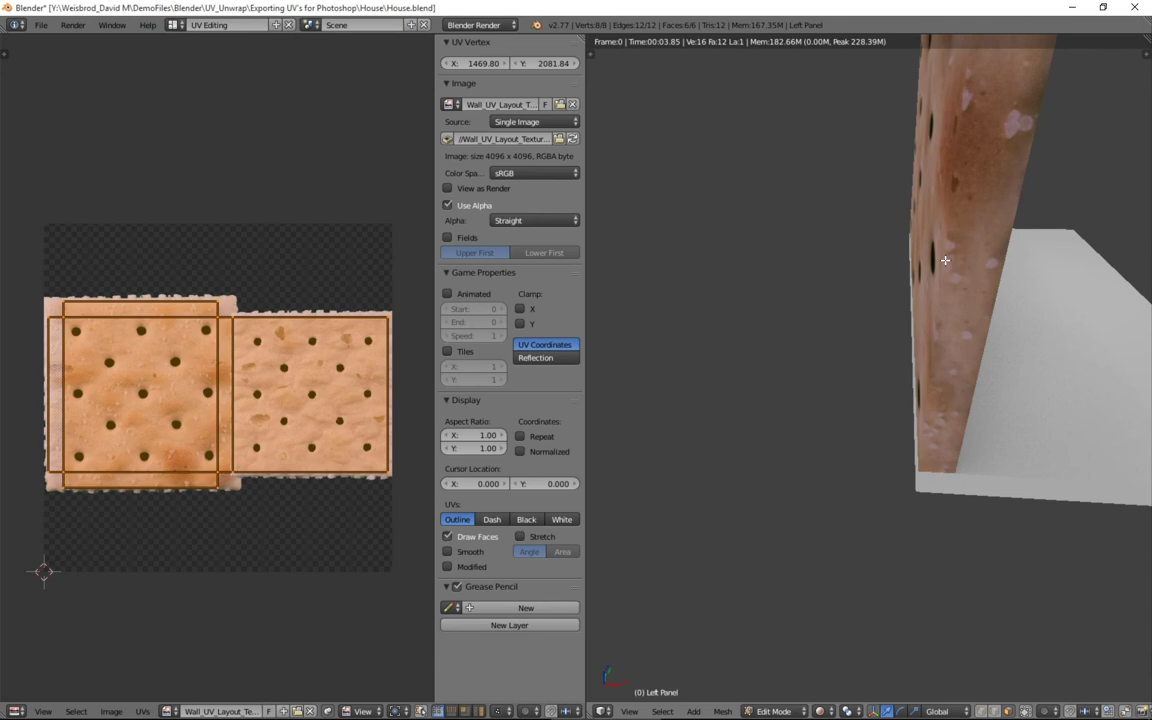 Blender* [Y:\Weisbrod_David M\DemoFiles\Blender\UV_Unwrap\Exporting UV's for Photoshop\House\House.blend]
File Render Window Help UV Editing Scene Blender Render v2.77 | Verts:8/8 | Edges:12/12 | Faces:6/6 | Tris:12 | Mem:167.35M | Left Panel
Frame:0 | Time:00:03.85 | Ve:16 Fa:12 La:1 | Mem:182.66M (0.00M, Peak 228.39M)
UV Vertex
X: 1469.80 Y: 2081.84
Image
Wall_UV_Layout_T... F
Source: Single Image
//Wall_UV_Layout_Textur...
Image: size 4096 x 4096, RGBA byte
Color Spa... sRGB
View as Render
Use Alpha
Alpha: Straight
Fields
Upper First Lower First
Game Properties
Animated Clamp:
Start: 0 X
End: 0 Y
Speed: 1
UV Coordinates
Tiles Reflection
X: 1
Y: 1
Display
Aspect Ratio: Coordinates:
X: 1.00 Repeat
Y: 1.00 Normalized
Cursor Location:
X: 0.000 Y: 0.000
UVs:
Outline Dash Black White
Draw Faces Stretch
Smooth Angle Area
Modified
Grease Pencil
New
New Layer
(0) Left Panel
View Select Image UVs Wall_UV_Layout_Te... F View
View Select Add Mesh Edit Mode Global